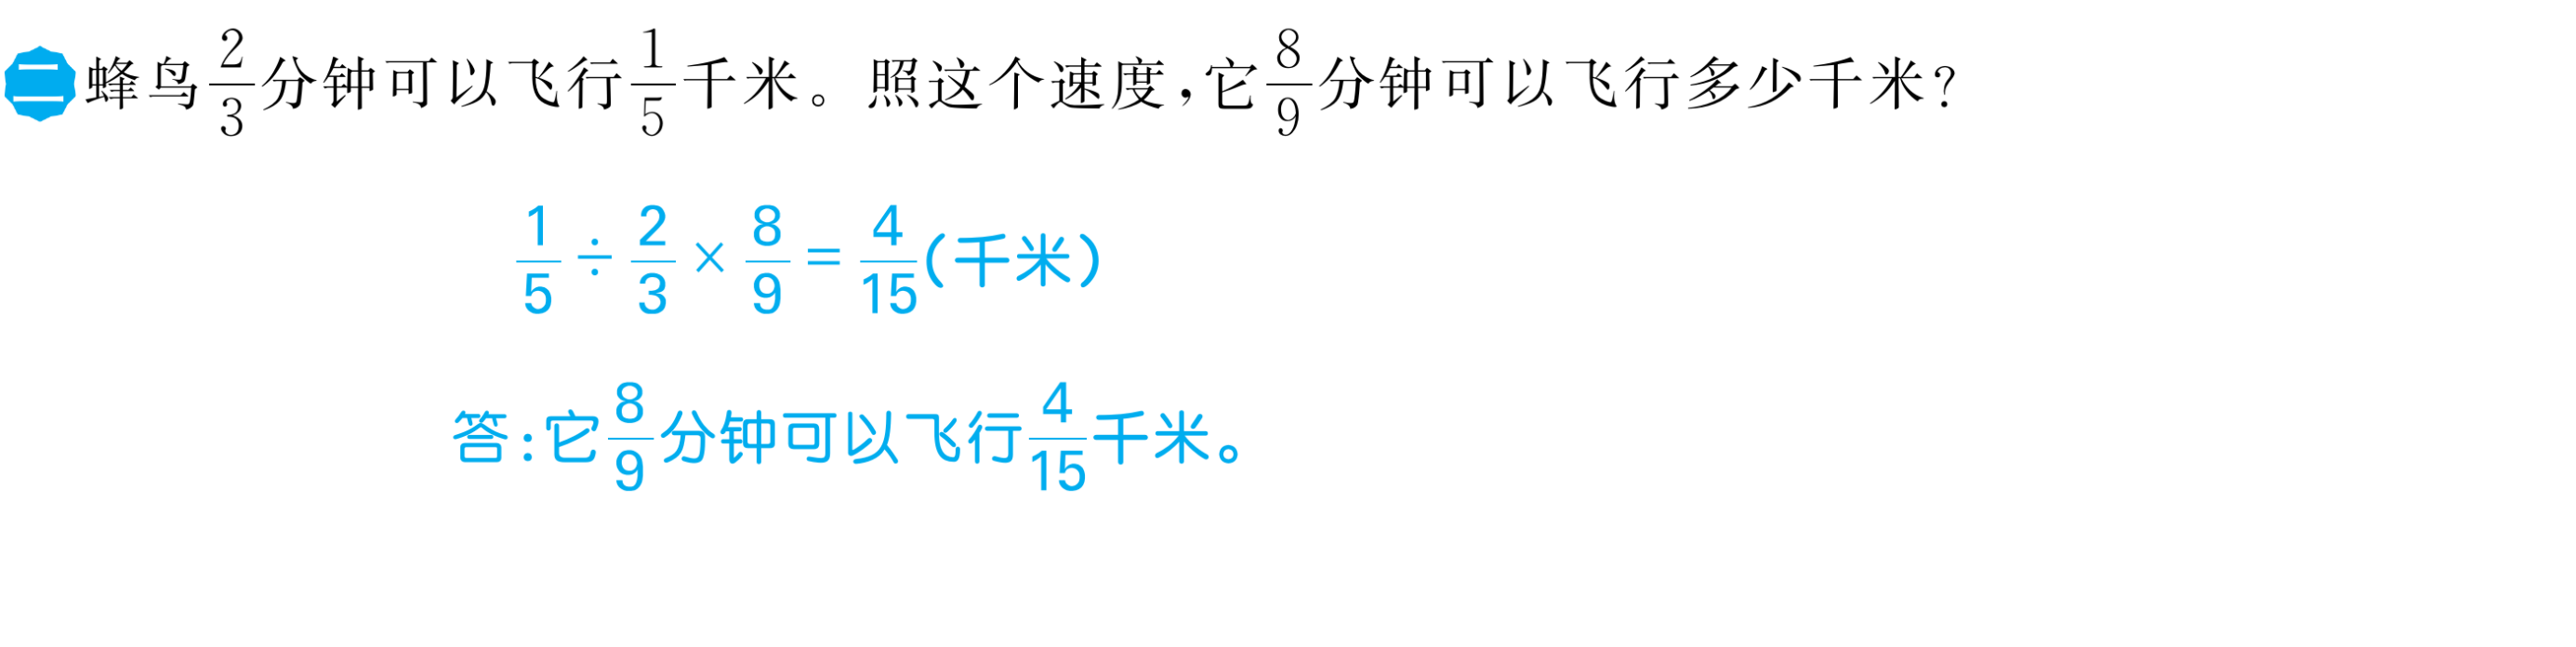 二 蜂鸟2/3分钟可以飞行1/5千米。照这个速度,它8/9分钟可以飞行多少千米?
1/5÷2/3×8/9=4/15(千米)
答:它8/9分钟可以飞行4/15千米。